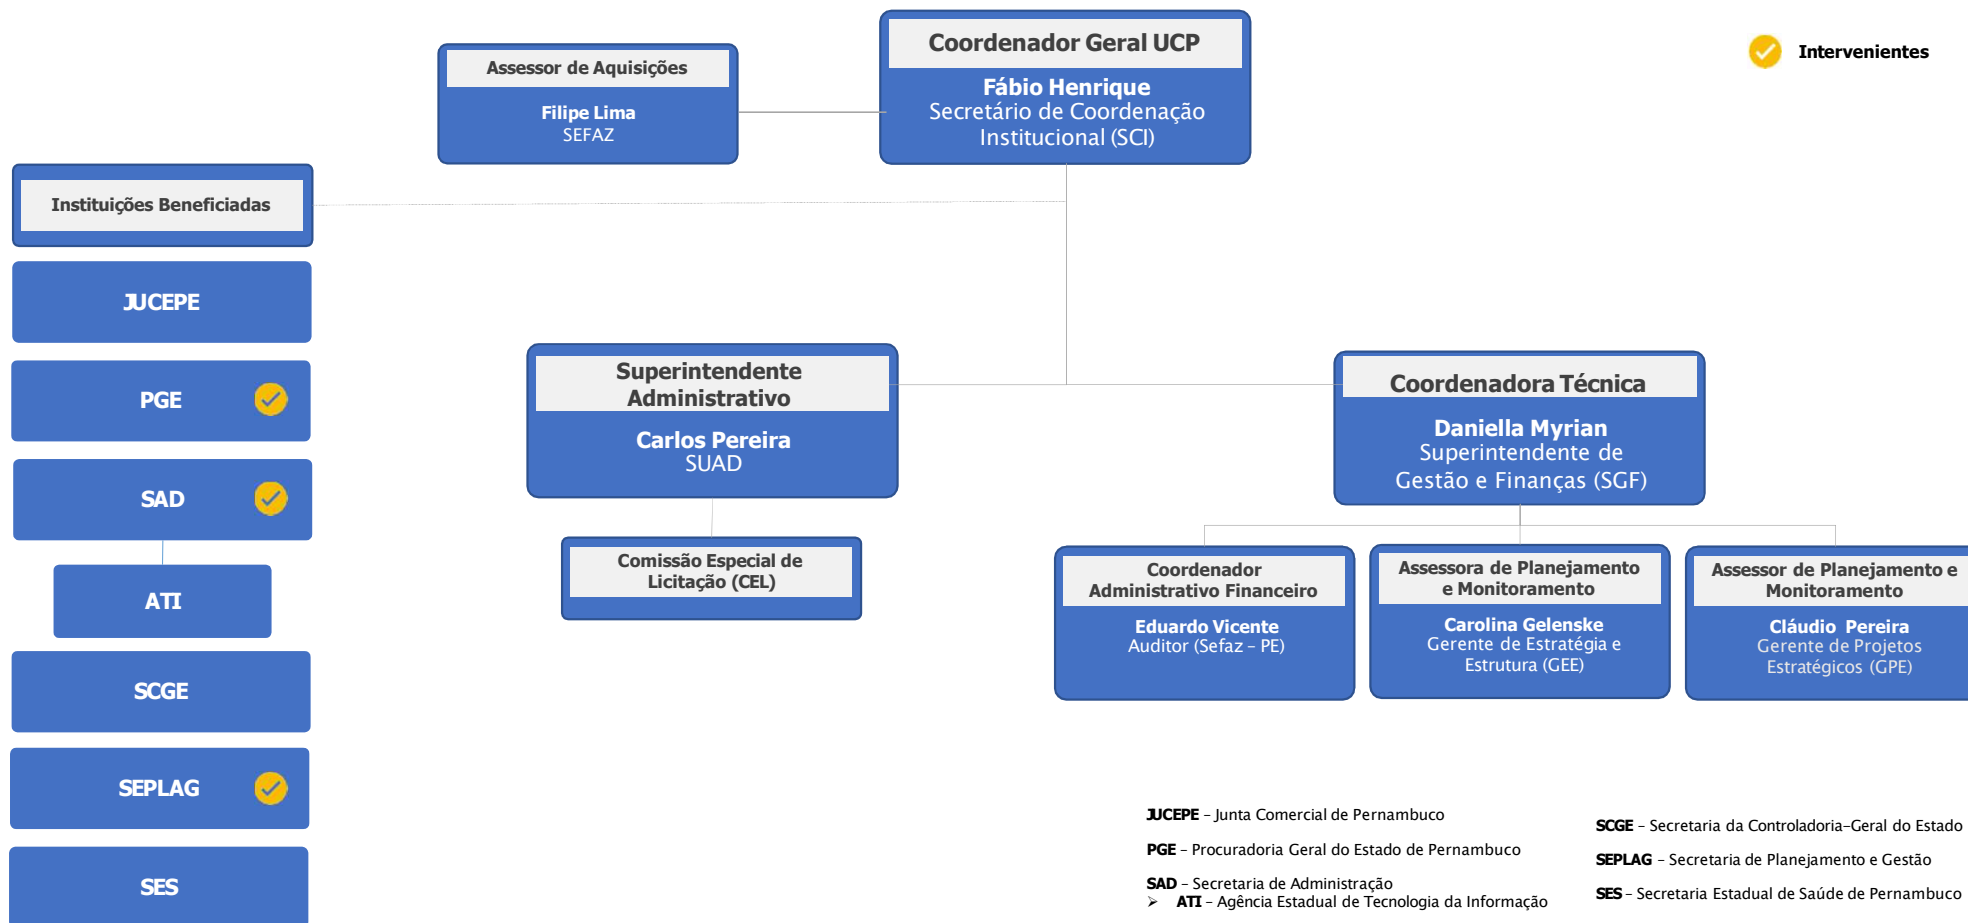 Coordenador Geral UCP
Fábio Henrique
Secretário de Coordenação
Institucional (SCI)
Assessor de Aquisições
Filipe Lima
SEFAZ
Intervenientes
Instituições Beneficiadas
JUCEPE
PGE
SAD
ATI
SCGE
SEPLAG
SES
Superintendente
Administrativo
Carlos Pereira
SUAD
Comissão Especial de
Licitação (CEL)
Coordenadora Técnica
Daniella Myrian
Superintendente de
Gestão e Finanças (SGF)
Coordenador
Administrativo Financeiro
Eduardo Vicente
Auditor (Sefaz – PE)
Assessora de Planejamento
e Monitoramento
Carolina Gelenske
Gerente de Estratégia e
Estrutura (GEE)
Assessor de Planejamento e
Monitoramento
Cláudio Pereira
Gerente de Projetos
Estratégicos (GPE)
JUCEPE – Junta Comercial de Pernambuco
PGE – Procuradoria Geral do Estado de Pernambuco
SAD – Secretaria de Administração
➢ ATI – Agência Estadual de Tecnologia da Informação
SCGE – Secretaria da Controladoria-Geral do Estado
SEPLAG – Secretaria de Planejamento e Gestão
SES – Secretaria Estadual de Saúde de Pernambuco